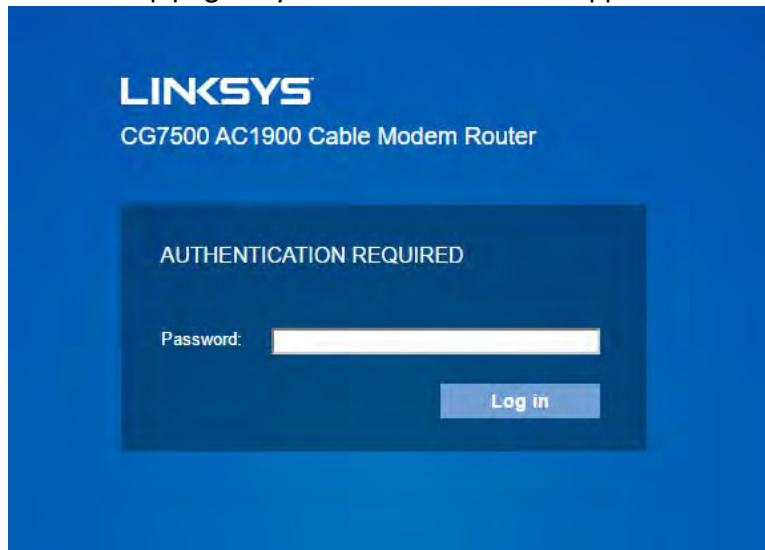 LINKSYS
CG7500 AC1900 Cable Modem Router
AUTHENTICATION REQUIRED
Password:
Log in